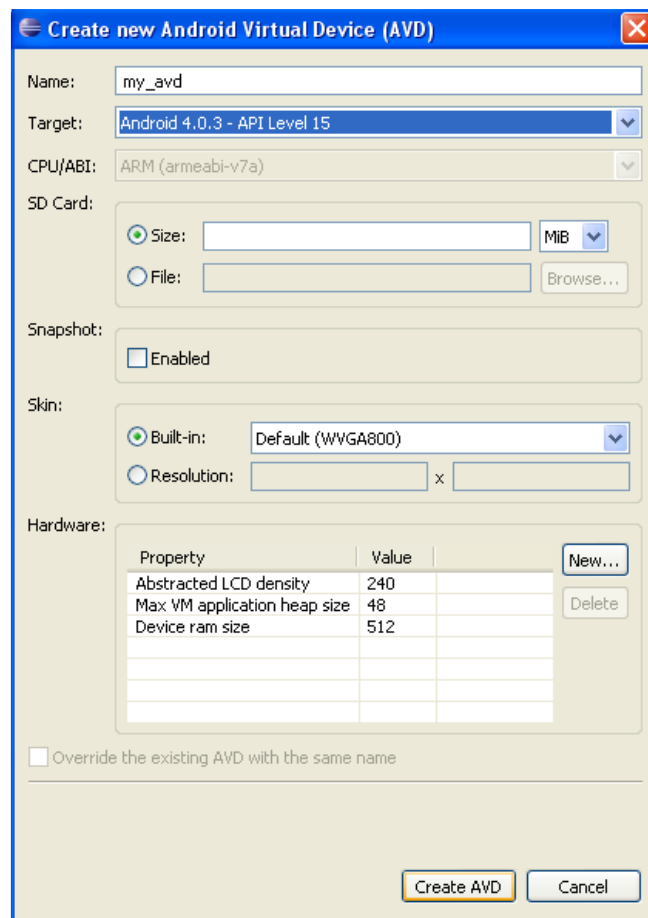 Create new Android Virtual Device (AVD)
Name: my_avd
Target: Android 4.0.3 - API Level 15
CPU/ABI: ARM (armeabi-v7a)
SD Card:
Size: MiB
File: Browse...
Snapshot:
Enabled
Skin:
Built-in: Default (WVGA800)
Resolution: x
Hardware:
Property Value New...
Abstracted LCD density 240
Max VM application heap size 48 Delete
Device ram size 512
Override the existing AVD with the same name
Create AVD Cancel